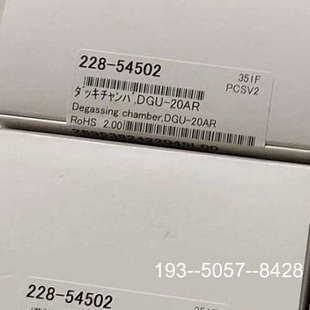 228-54502
35IF
PCSV2
ダッキチャンバ,DGU-20AR
Degassing chamber,DGU-20AR
RoHS 2.00
193--5057--8428
228-54502